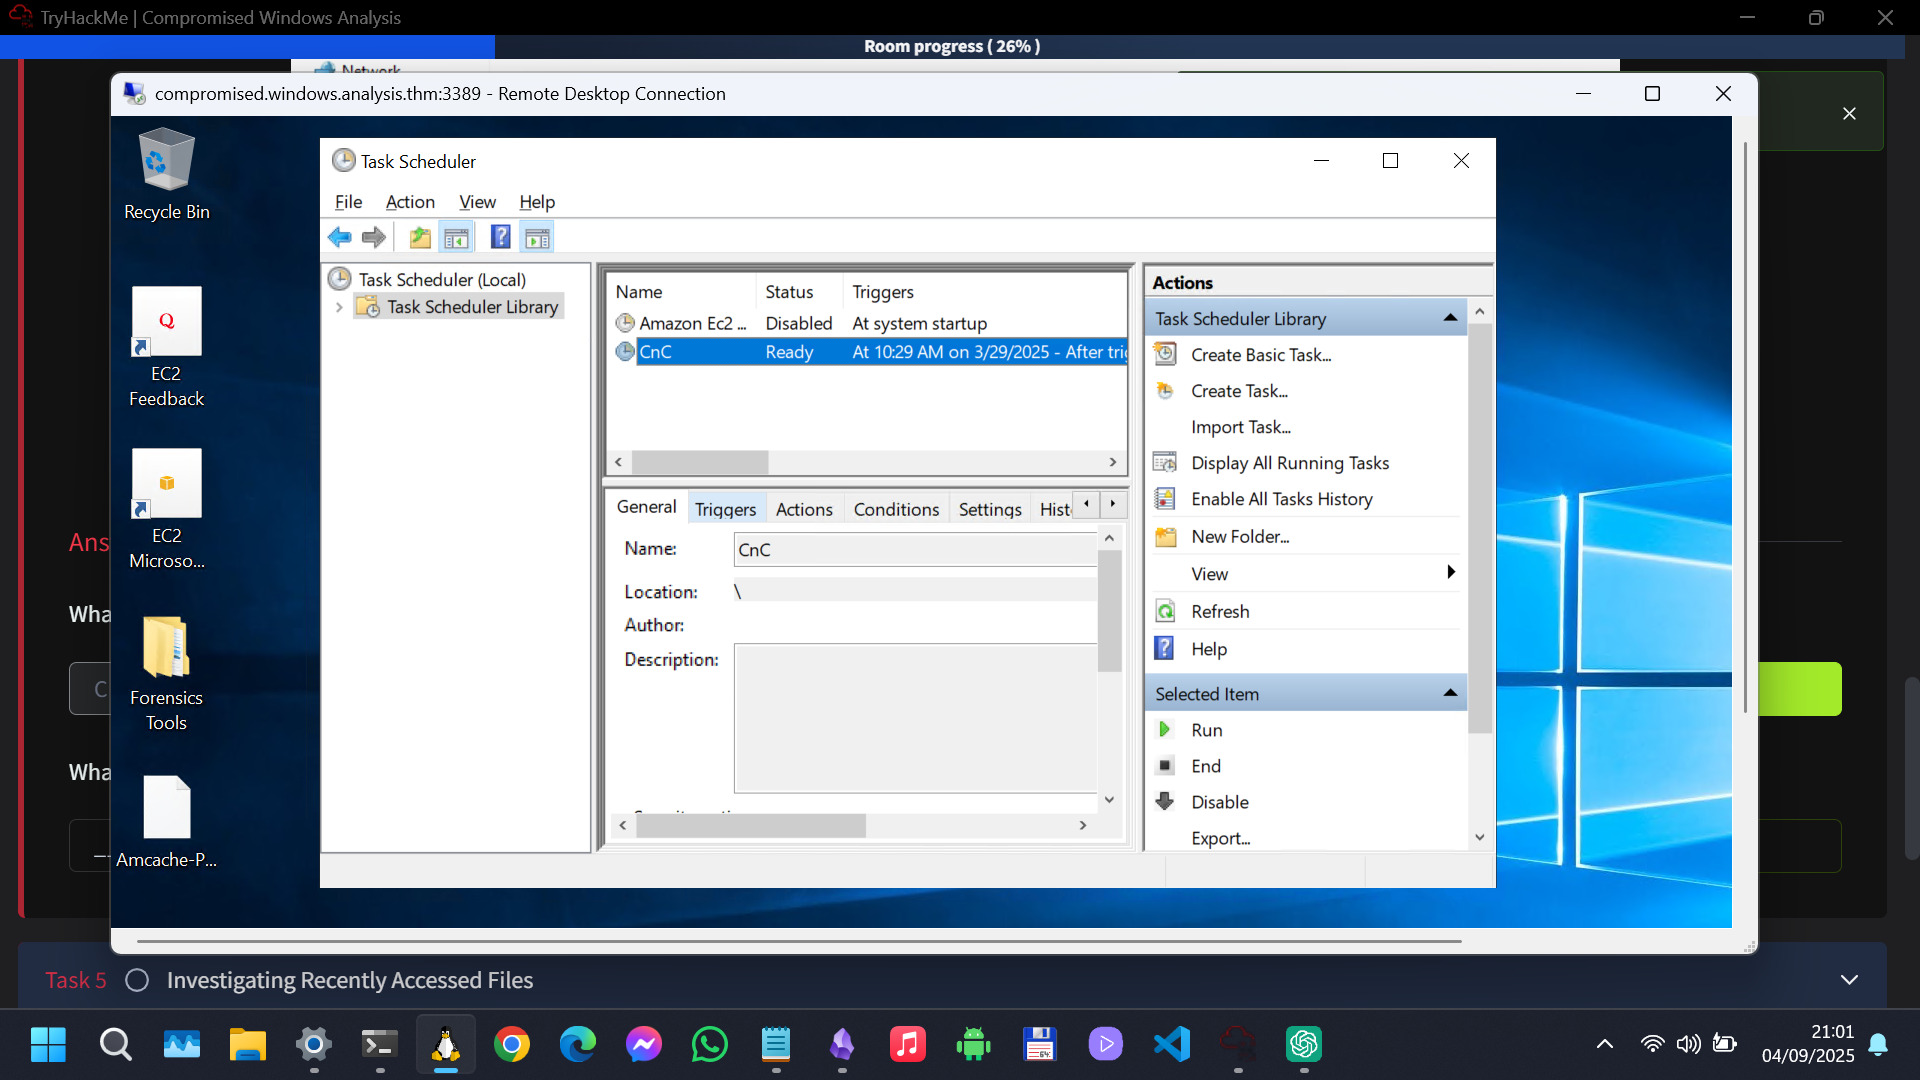 TryHackMe | Compromised Windows Analysis
Room progress ( 26% )
Network
compromised.windows.analysis.thm:3389 - Remote Desktop Connection
Recycle Bin
EC2
Feedback
EC2
Microso...
Forensics
Tools
Amcache-P...
Task Scheduler
File Action View Help
Task Scheduler (Local)
Task Scheduler Library
Name Status Triggers
Amazon Ec2 ... Disabled At system startup
CnC Ready At 10:29 AM on 3/29/2025 - After tri
General Triggers Actions Conditions Settings Hist
Name: CnC
Location: \
Author:
Description:
Actions
Task Scheduler Library
Create Basic Task...
Create Task...
Import Task...
Display All Running Tasks
Enable All Tasks History
New Folder...
View
Refresh
Help
Selected Item
Run
End
Disable
Export...
Ans
Wha
C
Wha
Task 5 Investigating Recently Accessed Files
64
21:01
04/09/2025